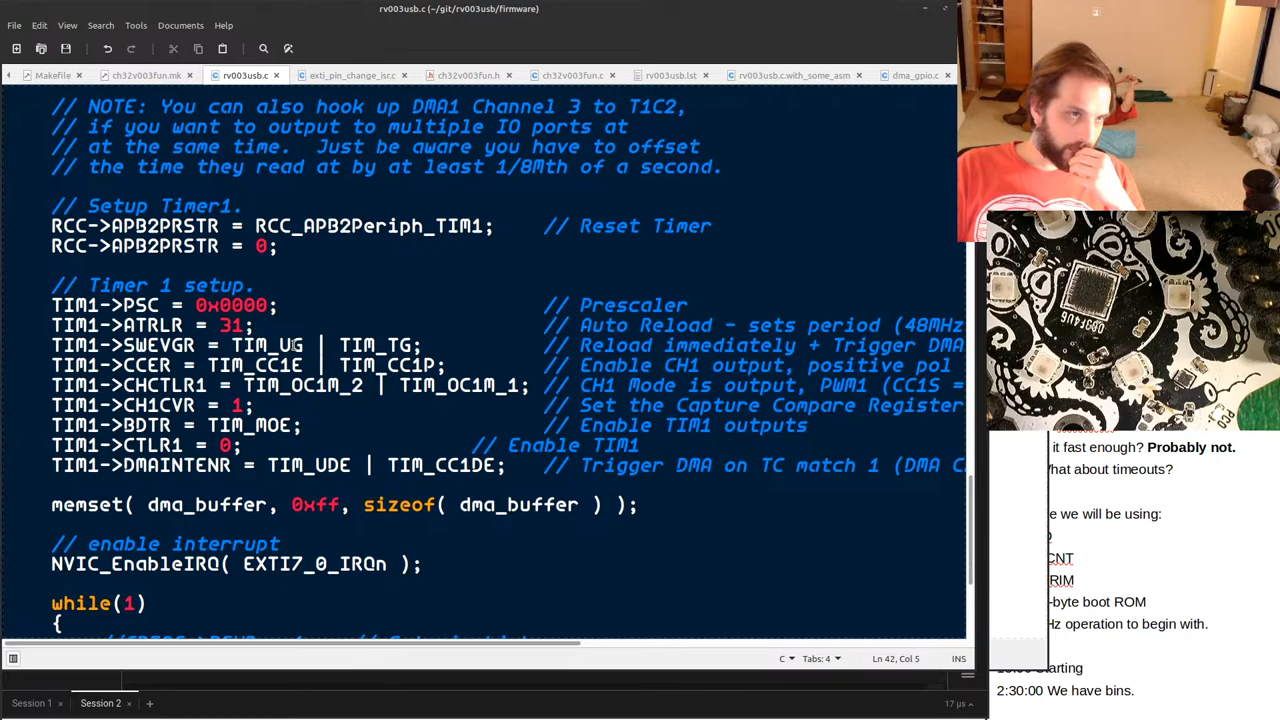 rv003usb.c (~/git/rv003usb/firmware)
File Edit View Search Tools Documents Help
Makefile × ch32v003fun.mk × rv003usb.c × exti_pin_change_isr.c × ch32v003fun.h × ch32v003fun.c × rv003usb.lst × rv003usb.c.with_some_asm × dma_gpio.c ×
// NOTE: You can also hook up DMA1 Channel 3 to T1C2,
// if you want to output to multiple IO ports at
// at the same time. Just be aware you have to offset
// the time they read at by at least 1/8Mth of a second.
// Setup Timer1.
RCC->APB2PRSTR = RCC_APB2Periph_TIM1; // Reset Timer
RCC->APB2PRSTR = 0;
// Timer 1 setup.
TIM1->PSC = 0x0000; // Prescaler
TIM1->ATRLR = 31; // Auto Reload - sets period (48MHz
TIM1->SWEVGR = TIM_UG | TIM_TG; // Reload immediately + Trigger DMA
TIM1->CCER = TIM_CC1E | TIM_CC1P; // Enable CH1 output, positive pol
TIM1->CHCTLR1 = TIM_OC1M_2 | TIM_OC1M_1; // CH1 Mode is output, PWM1 (CC1S =
TIM1->CH1CVR = 1; // Set the Capture Compare Register
TIM1->BDTR = TIM_MOE; // Enable TIM1 outputs
TIM1->CTLR1 = 0; // Enable TIM1
TIM1->DMAINTENR = TIM_UDE | TIM_CC1DE; // Trigger DMA on TC match 1 (DMA C
memset( dma_buffer, 0xff, sizeof( dma_buffer ) );
// enable interrupt
NVIC_EnableIRQ( EXTI7_0_IRQn );
while(1)
{
C Tabs: 4 Ln 42, Col 5 INS
Session 1 × Session 2 × + 17 µs
it fast enough? Probably not.
What about timeouts?
e we will be using:
CNT
RIM
-byte boot ROM
Hz operation to begin with.
Starting
2:30:00 We have bins.